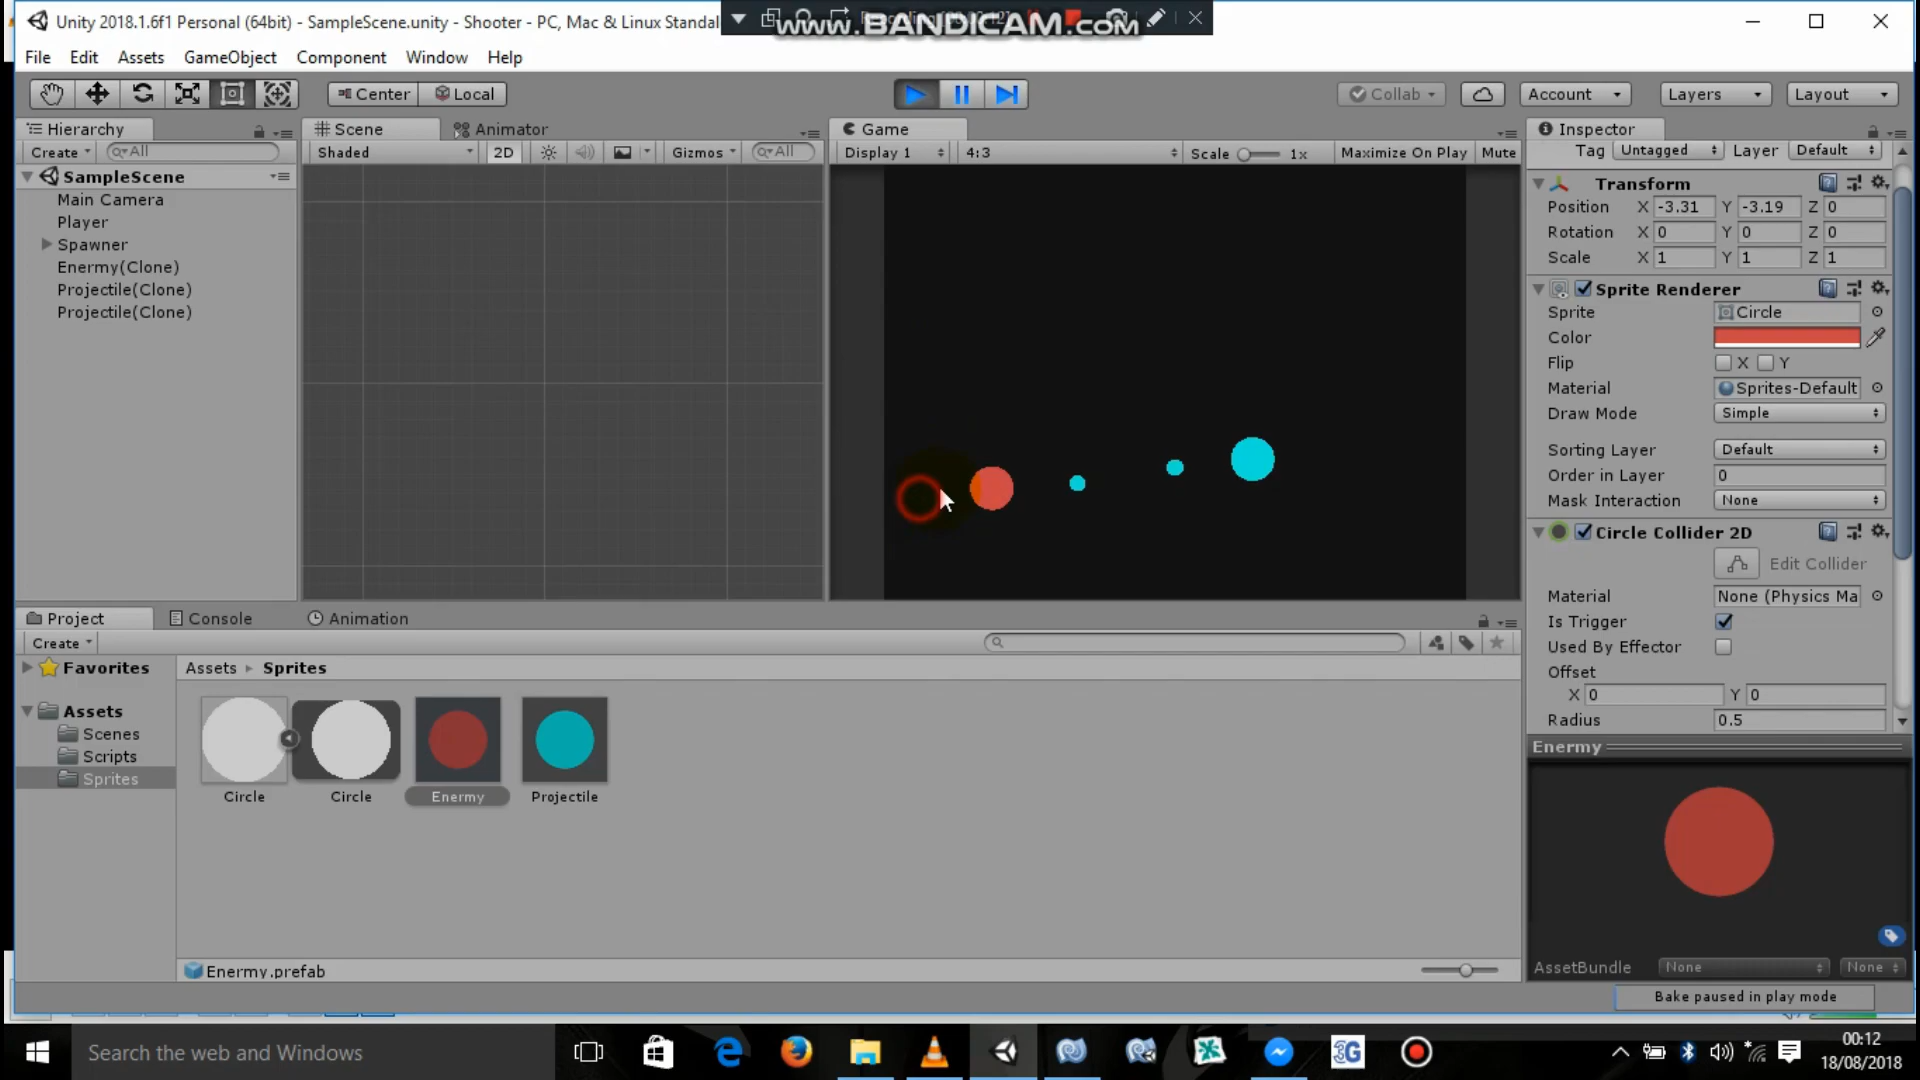 Unity 2018.1.6f1 Personal (64bit) - SampleScene.unity - Shooter - PC, Mac & Linux Standal
www.BANDICAM.com
File Edit Assets GameObject Component Window Help
Center Local Collab Account Layers Layout
Hierarchy Scene Animator Game Inspector
Create All Shaded 2D Gizmos All Display 1 4:3 Scale 1x Maximize On Play Mute Tag Untagged Layer Default
SampleScene
Main Camera
Player
Spawner
Enermy(Clone)
Projectile(Clone)
Projectile(Clone)
Transform
Position X -3.31 Y -3.19 Z 0
Rotation X 0 Y 0 Z 0
Scale X 1 Y 1 Z 1
Sprite Renderer
Sprite Circle
Color
Flip X Y
Material Sprites-Default
Draw Mode Simple
Sorting Layer Default
Order in Layer 0
Mask Interaction None
Circle Collider 2D
Edit Collider
Material None (Physics Ma
Is Trigger
Used By Effector
Offset
X 0 Y 0
Radius 0.5
Project Console Animation
Create
Favorites
Assets
Scenes
Scripts
Sprites
Assets Sprites
Circle Circle Enermy Projectile
Enermy.prefab
Enermy
AssetBundle None None
Bake paused in play mode
Search the web and Windows
3G
00:12
18/08/2018